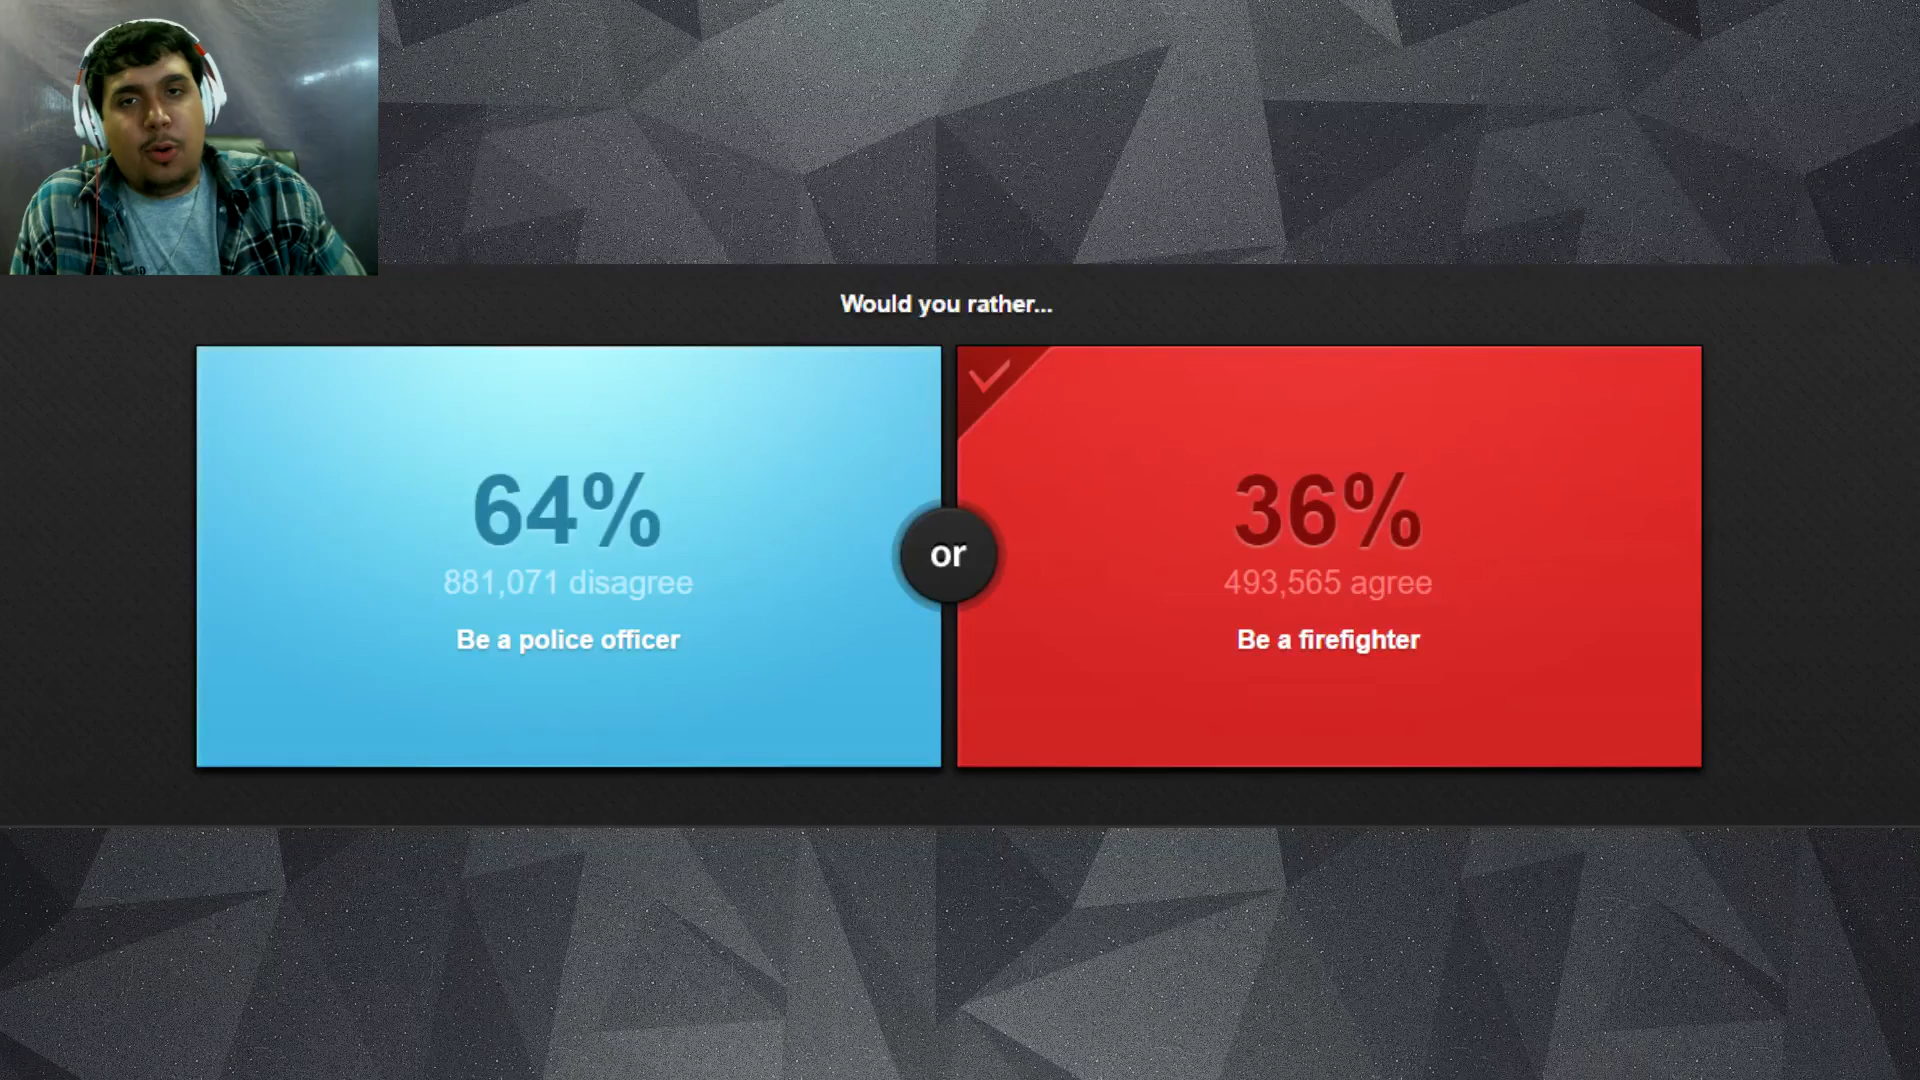 Would you rather...
64%
881,071 disagree
Be a police officer
or
36%
493,565 agree
Be a firefighter